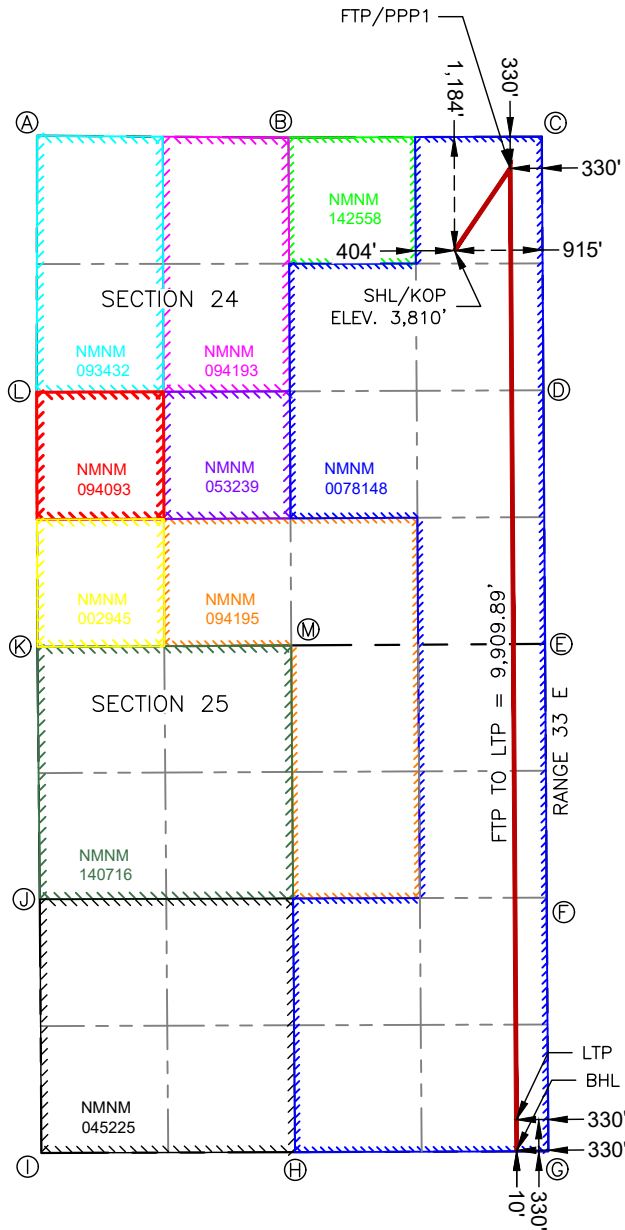 FTP/PPP1
1,184'
330'
A
B
C
330'
NMNM
142558
404'
915'
SHL/KOP
ELEV. 3,810'
SECTION 24
NMNM
093432
NMNM
094193
L
D
NMNM
094093
NMNM
053239
NMNM
0078148
NMNM
002945
NMNM
094195
M
K
E
SECTION 25
FTP TO LTP = 9,909.89'
RANGE 33 E
NMNM
140716
J
F
LTP
BHL
NMNM
045225
330'
330'
I
H
G
10'
330'